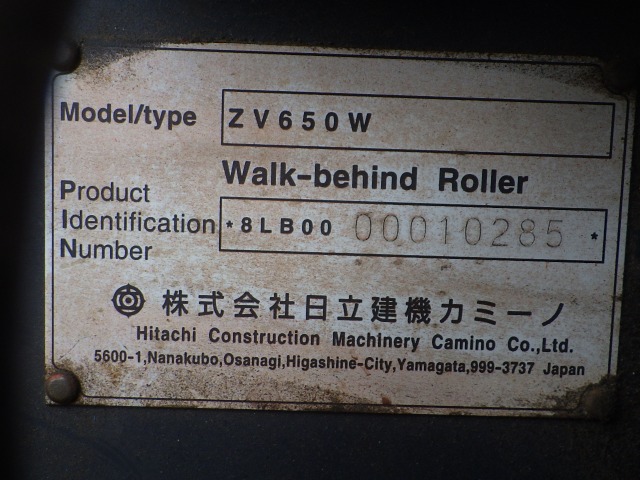 Model/type ZV650W
Walk-behind Roller
Product
Identification *8LB00 00010285*
Number
株式会社日立建機カミーノ
Hitachi Construction Machinery Camino Co.,Ltd.
5600-1,Nanakubo,Osanagi,Higashine-City,Yamagata,999-3737 Japan